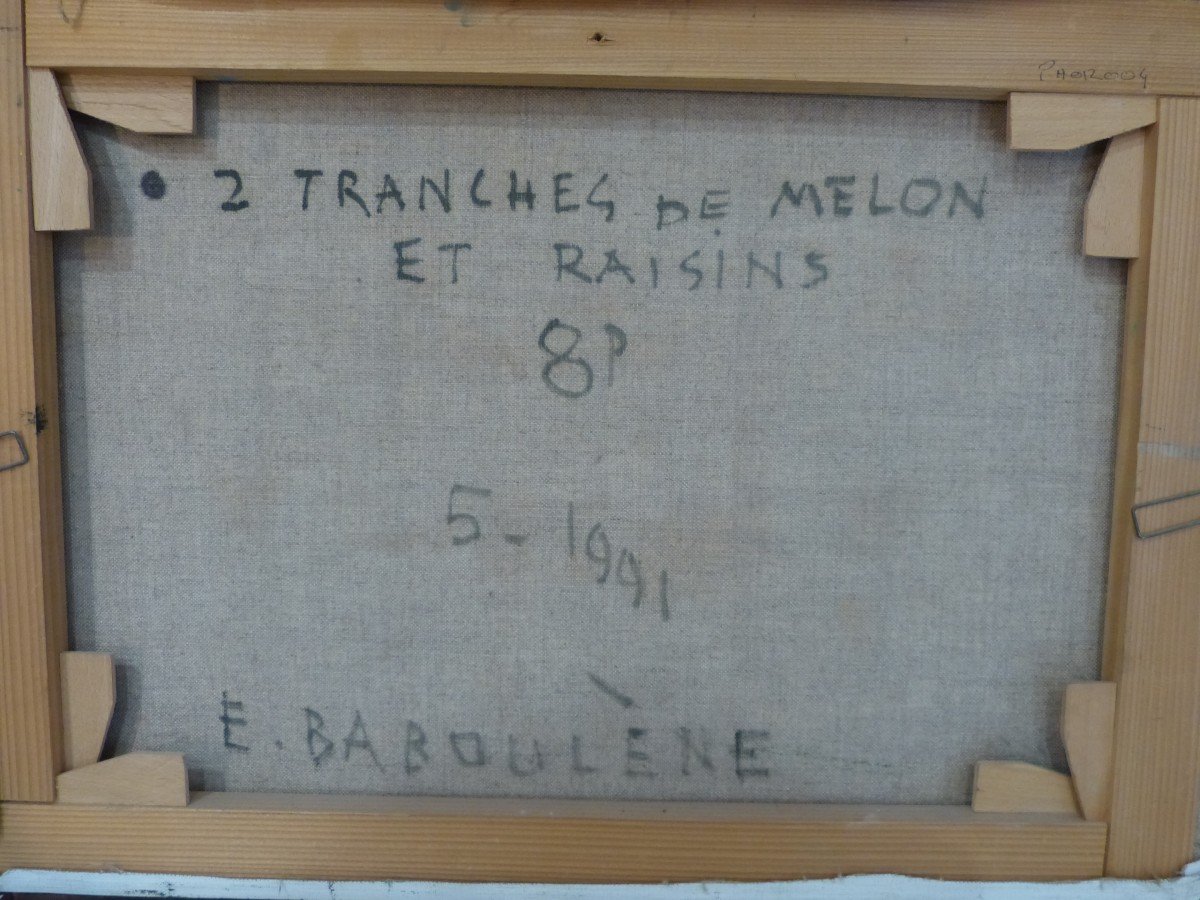 • 2 TRANCHES DE MELON
ET RAISINS
8P
5 - 1991
E. BABOULÈNE